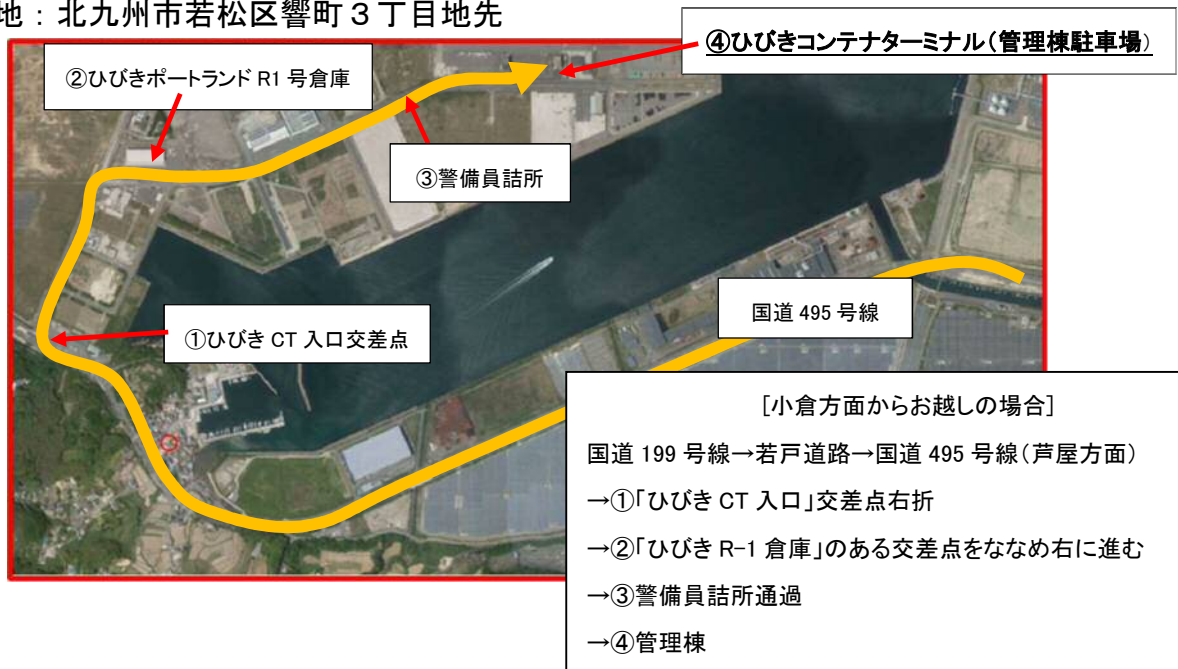 地：北九州市若松区響町３丁目地先
④ひびきコンテナターミナル（管理棟駐車場）
②ひびきポートランド R1 号倉庫
③警備員詰所
国道 495 号線
①ひびき CT 入口交差点
[小倉方面からお越しの場合]
国道 199 号線→若戸道路→国道 495 号線（芦屋方面）
→①「ひびき CT 入口」交差点右折
→②「ひびき R-1 倉庫」のある交差点をななめ右に進む
→③警備員詰所通過
→④管理棟